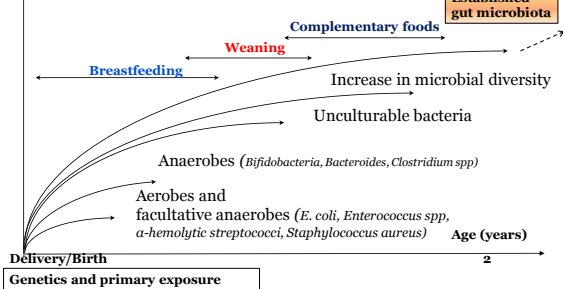 Established
gut microbiota
Complementary foods
Weaning
Breastfeeding
Increase in microbial diversity
Unculturable bacteria
Anaerobes (Bifidobacteria, Bacteroides, Clostridium spp)
Aerobes and
facultative anaerobes (E. coli, Enterococcus spp,
α-hemolytic streptococci, Staphylococcus aureus)
Age (years)
Delivery/Birth
2
Genetics and primary exposure